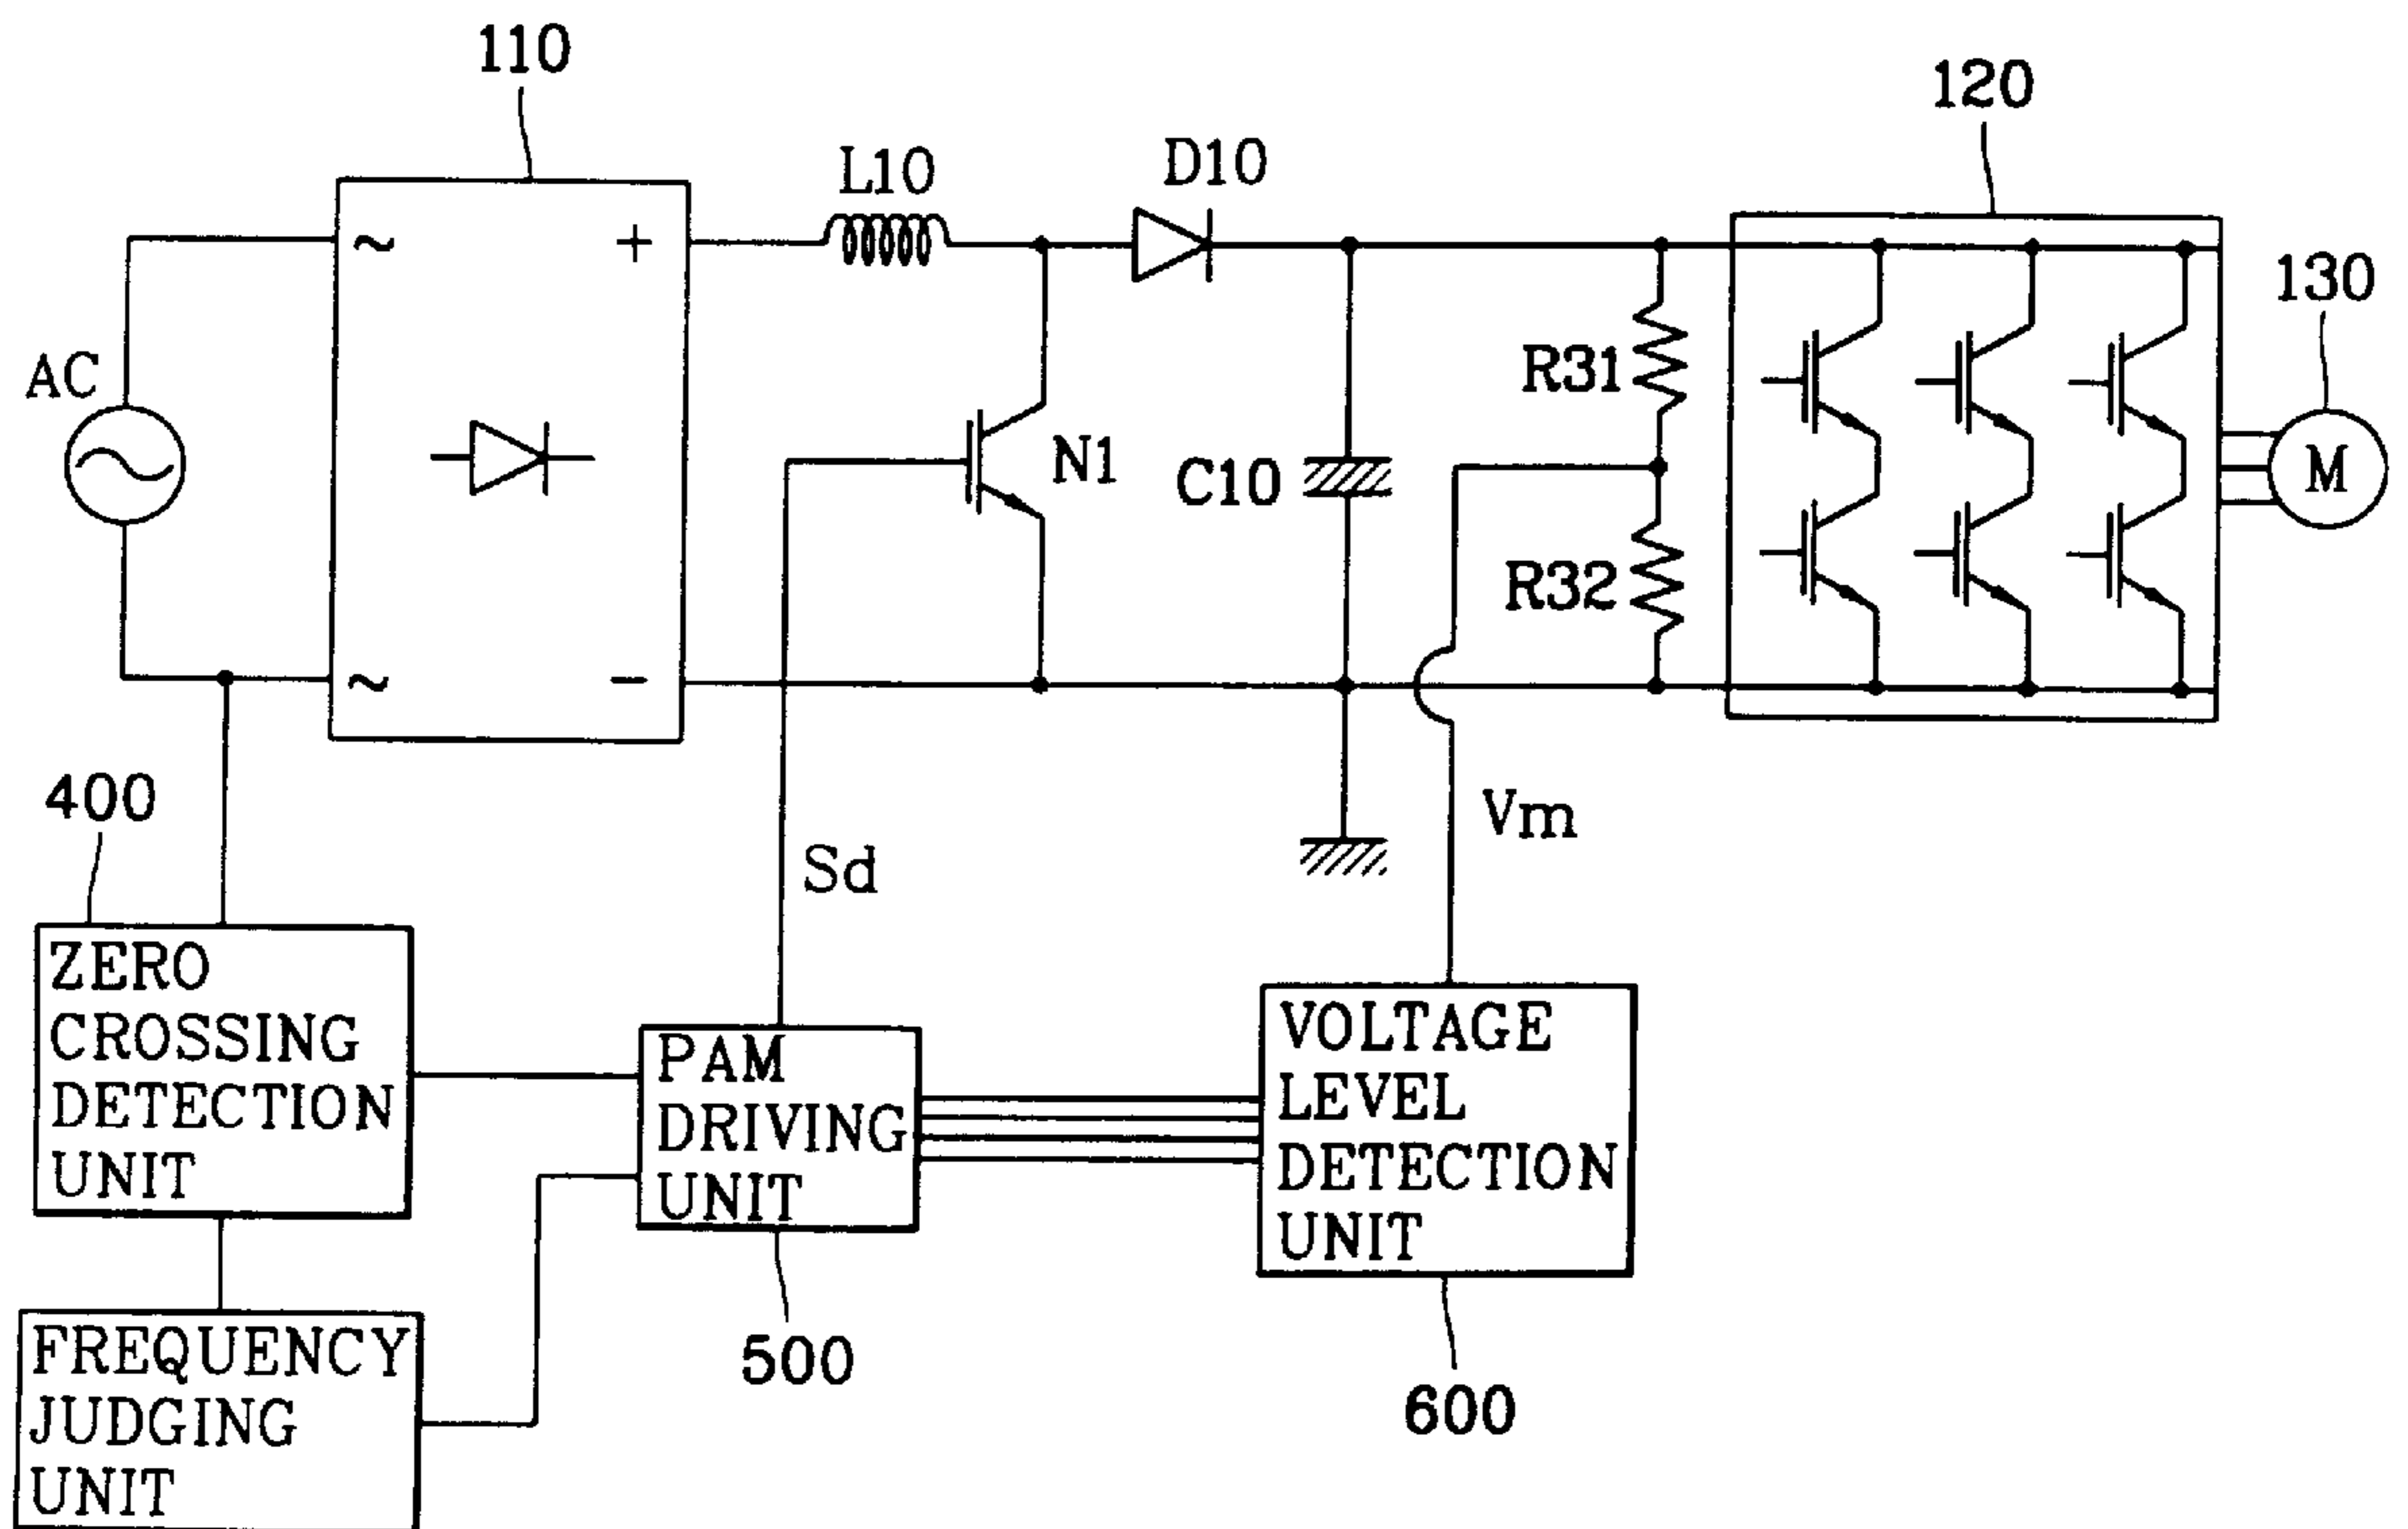 110
120
L10
D10
130
~
+
AC
R31
N1
C10
M
R32
~
−
400
Vm
Sd
ZERO
CROSSING
DETECTION
UNIT
PAM
DRIVING
UNIT
VOLTAGE
LEVEL
DETECTION
UNIT
500
600
FREQUENCY
JUDGING
UNIT